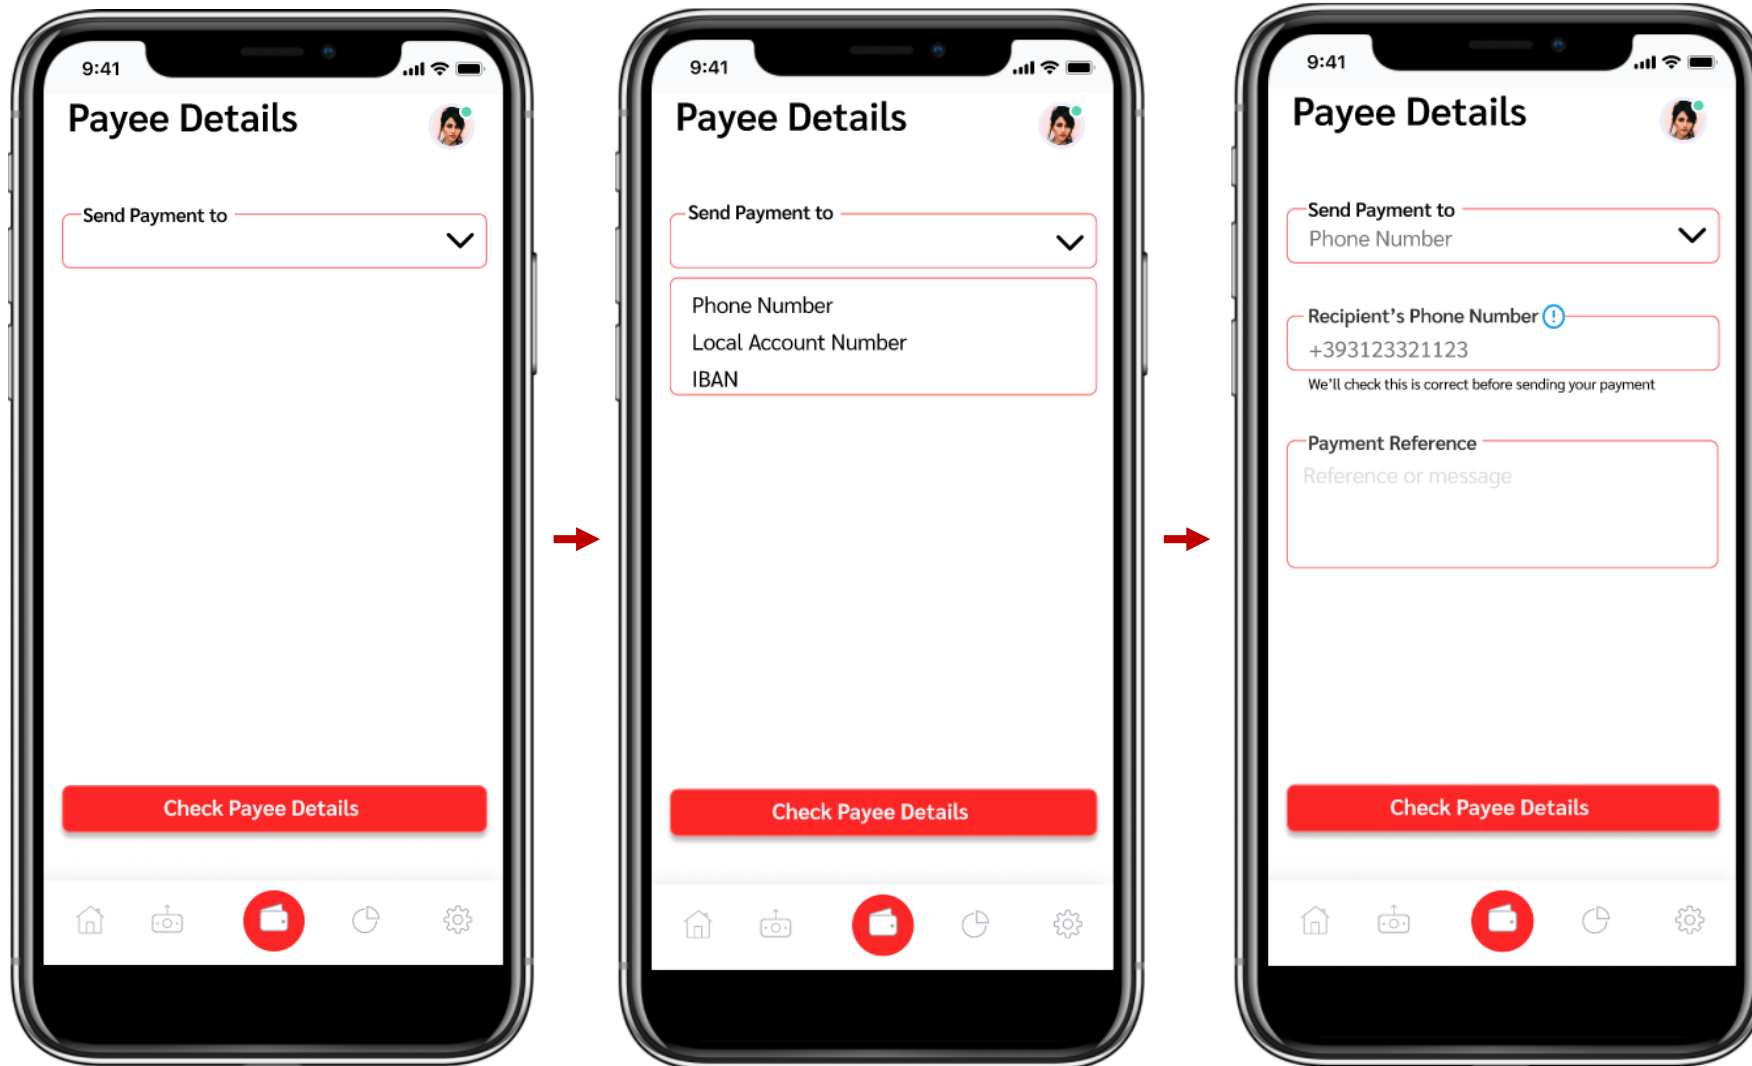 9:41
Payee Details
Send Payment to
Check Payee Details
9:41
Payee Details
Send Payment to
Phone Number
Local Account Number
IBAN
Check Payee Details
9:41
Payee Details
Send Payment to
Phone Number
Recipient's Phone Number
+393123321123
We'll check this is correct before sending your payment
Payment Reference
Reference or message
Check Payee Details